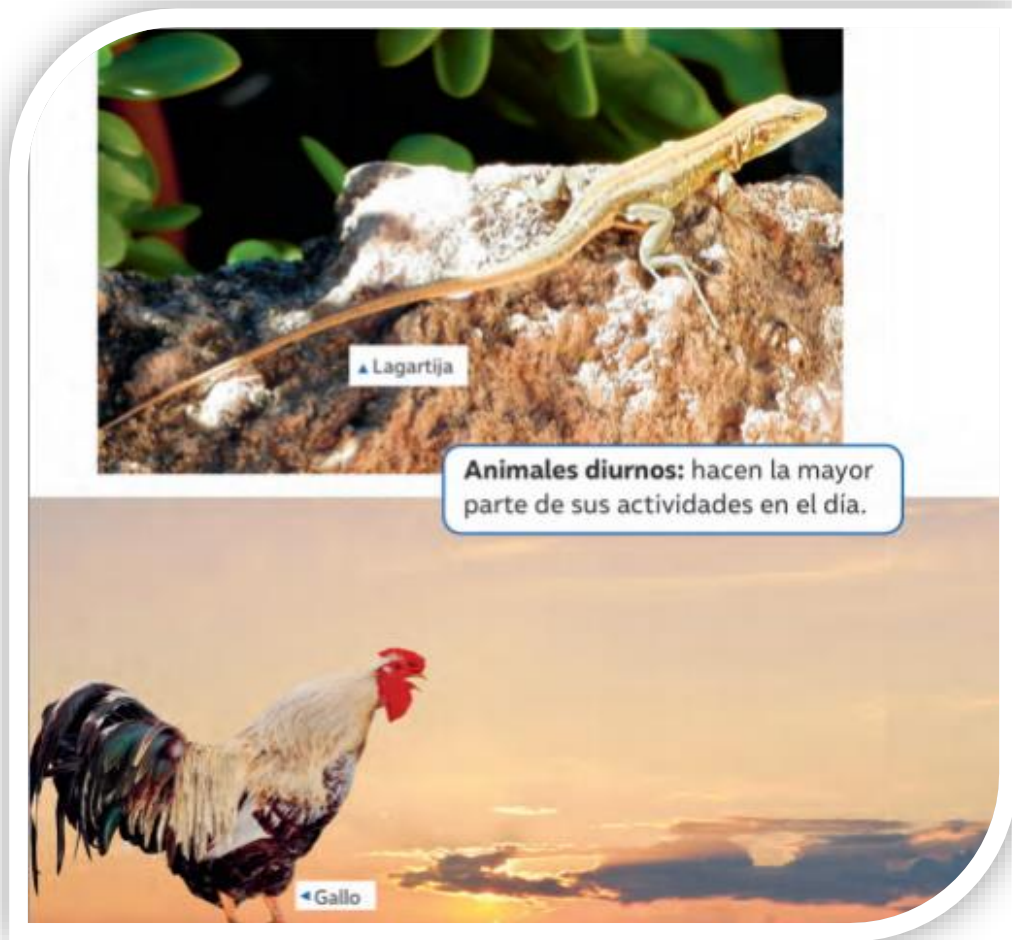 Lagartija
Animales diurnos: hacen la mayor
parte de sus actividades en el día.
Gallo